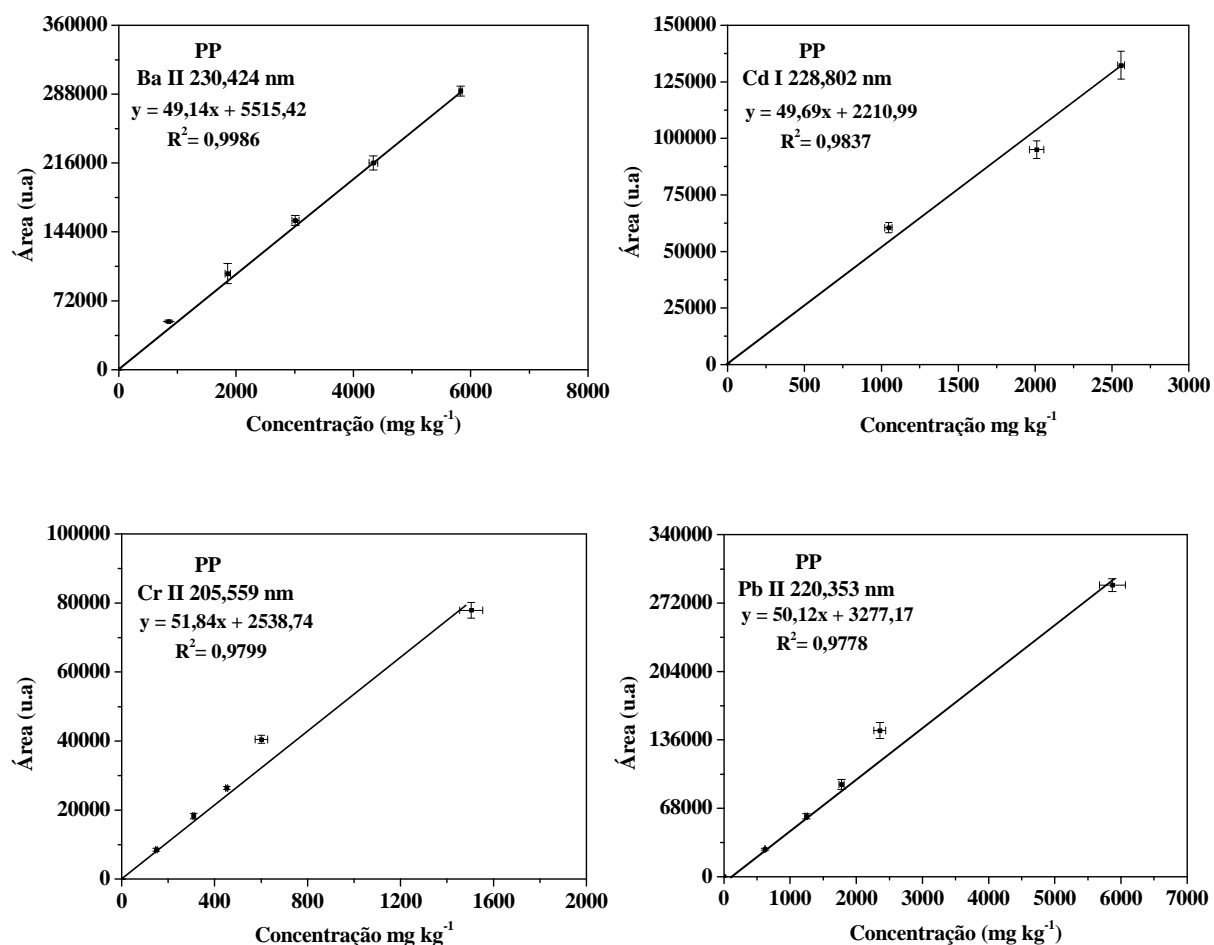 360000
288000
216000
144000
72000
0
Área (u.a)
PP
Ba II 230,424 nm
y = 49,14x + 5515,42
R²= 0,9986
0 2000 4000 6000 8000
Concentração (mg kg⁻¹)
150000
125000
100000
75000
50000
25000
0
Área (u.a)
PP
Cd I 228,802 nm
y = 49,69x + 2210,99
R²= 0,9837
0 500 1000 1500 2000 2500 3000
Concentração mg kg⁻¹
100000
80000
60000
40000
20000
0
Área (u.a)
PP
Cr II 205,559 nm
y = 51,84x + 2538,74
R²= 0,9799
0 400 800 1200 1600 2000
Concentração mg kg⁻¹
340000
272000
204000
136000
68000
0
Área (u.a)
PP
Pb II 220,353 nm
y = 50,12x + 3277,17
R²= 0,9778
0 1000 2000 3000 4000 5000 6000 7000
Concentração (mg kg⁻¹)